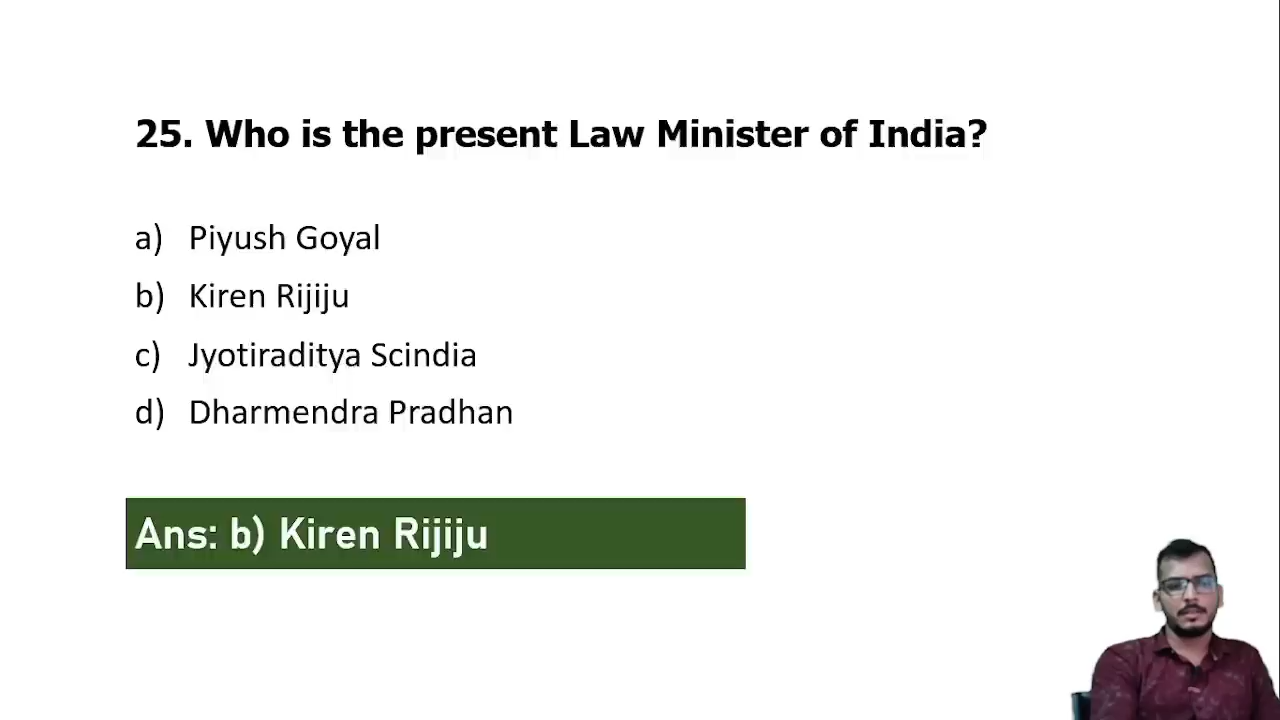 25. Who is the present Law Minister of India?
a) Piyush Goyal
b) Kiren Rijiju
c) Jyotiraditya Scindia
d) Dharmendra Pradhan
Ans: b) Kiren Rijiju